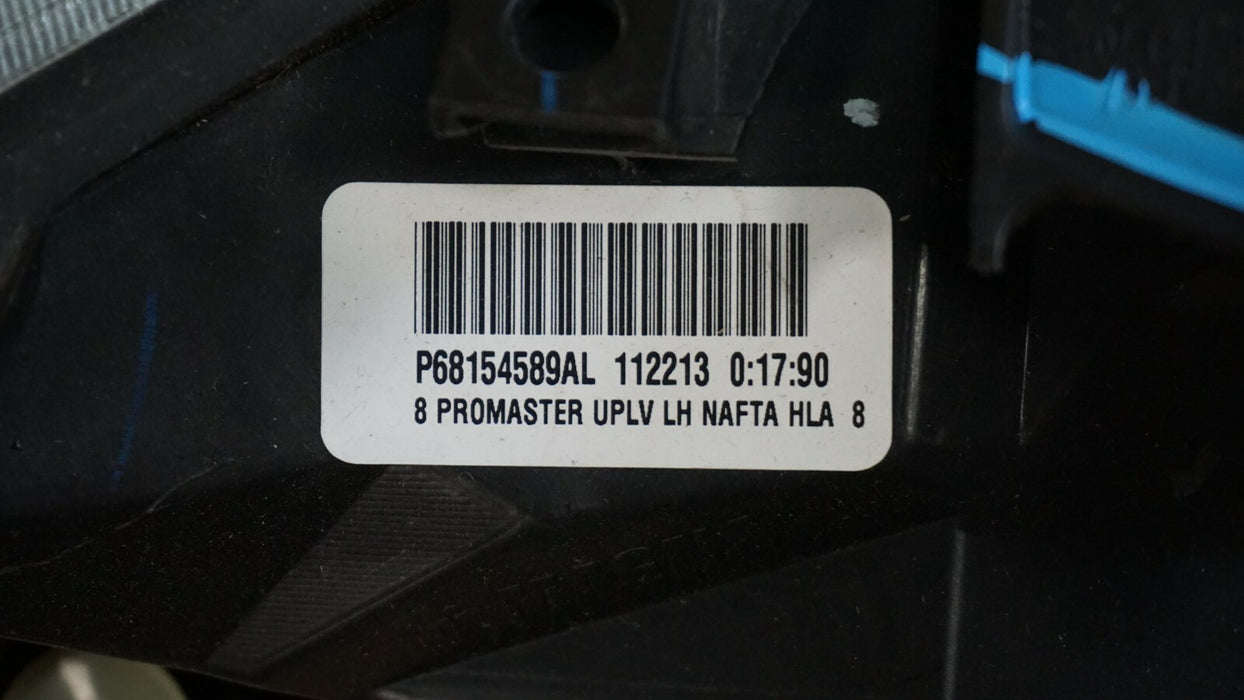 P68154589AL 112213 0:17:90
8 PROMASTER UPLV LH NAFTA HLA 8